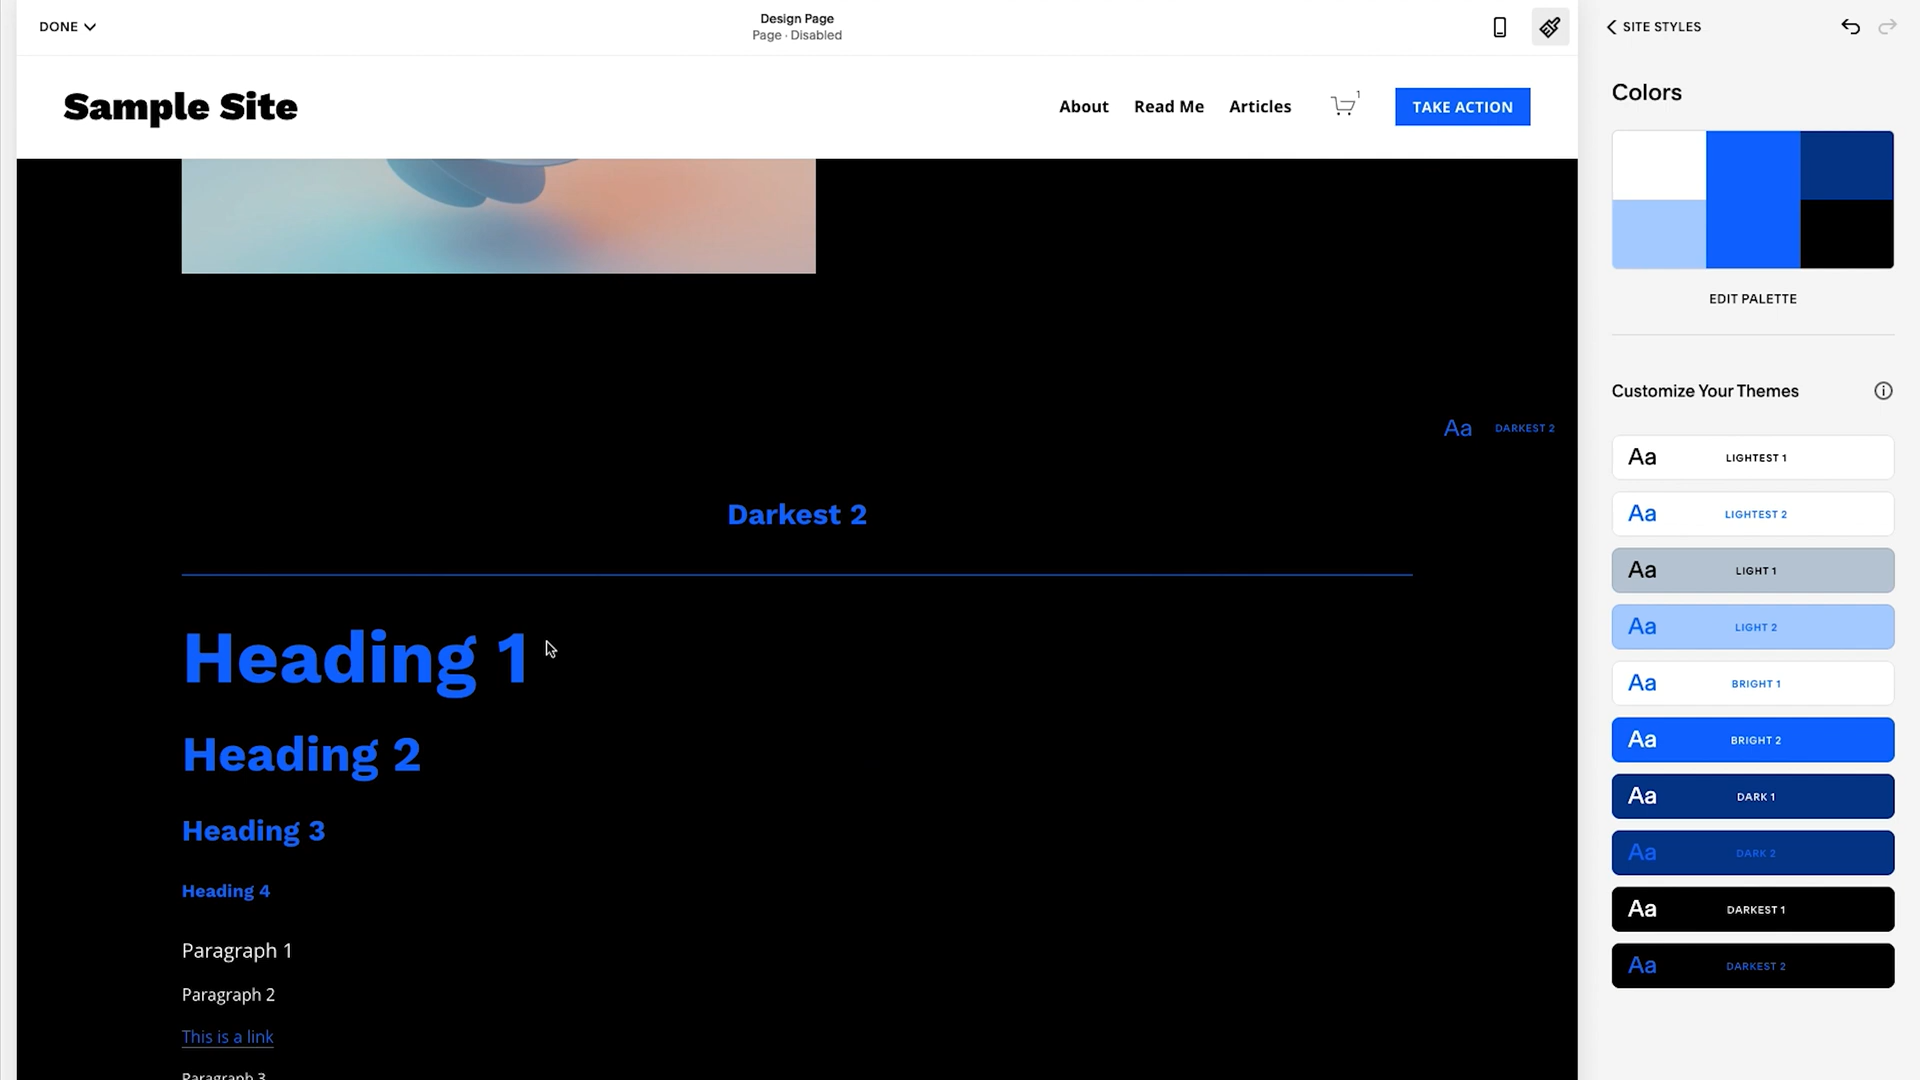 DONE
Design Page
Page · Disabled
SITE STYLES
Sample Site
About
Read Me
Articles
1
TAKE ACTION
Colors
EDIT PALETTE
Customize Your Themes
Aa DARKEST 2
Darkest 2
Heading 1
Heading 2
Heading 3
Heading 4
Paragraph 1
Paragraph 2
This is a link
Paragraph 3
Aa LIGHTEST 1
Aa LIGHTEST 2
Aa LIGHT 1
Aa LIGHT 2
Aa BRIGHT 1
Aa BRIGHT 2
Aa DARK 1
Aa DARK 2
Aa DARKEST 1
Aa DARKEST 2